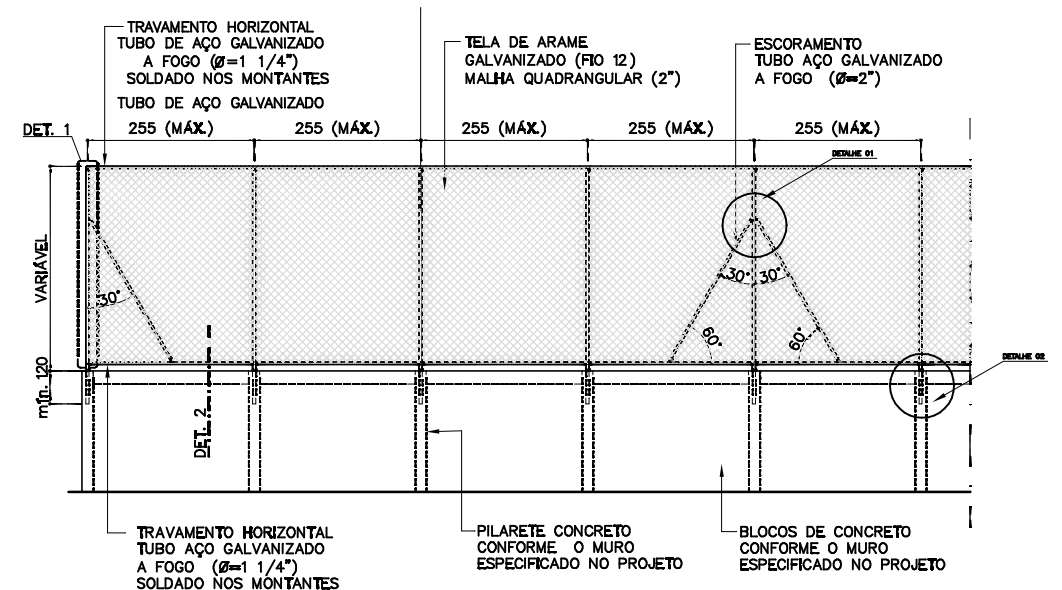 TRAVAMENTO HORIZONTAL
TUBO DE AÇO GALVANIZADO
A FOGO (Ø=1 1/4")
SOLDADO NOS MONTANTES
TUBO DE AÇO GALVANIZADO
TELA DE ARAME
GALVANIZADO (FIO 12)
MALHA QUADRANGULAR (2")
ESCORAMENTO
TUBO AÇO GALVANIZADO
A FOGO (Ø=2")
DET. 1
255 (MÁX.)
255 (MÁX.)
255 (MÁX.)
255 (MÁX.)
255 (MÁX.)
DETALHE 01
VARIÁVEL
30°
30°
30°
60°
60°
DETALHE 02
mín. 120
DET. 2
TRAVAMENTO HORIZONTAL
TUBO AÇO GALVANIZADO
A FOGO (Ø=1 1/4")
SOLDADO NOS MONTANTES
PILARETE CONCRETO
CONFORME O MURO
ESPECIFICADO NO PROJETO
BLOCOS DE CONCRETO
CONFORME O MURO
ESPECIFICADO NO PROJETO